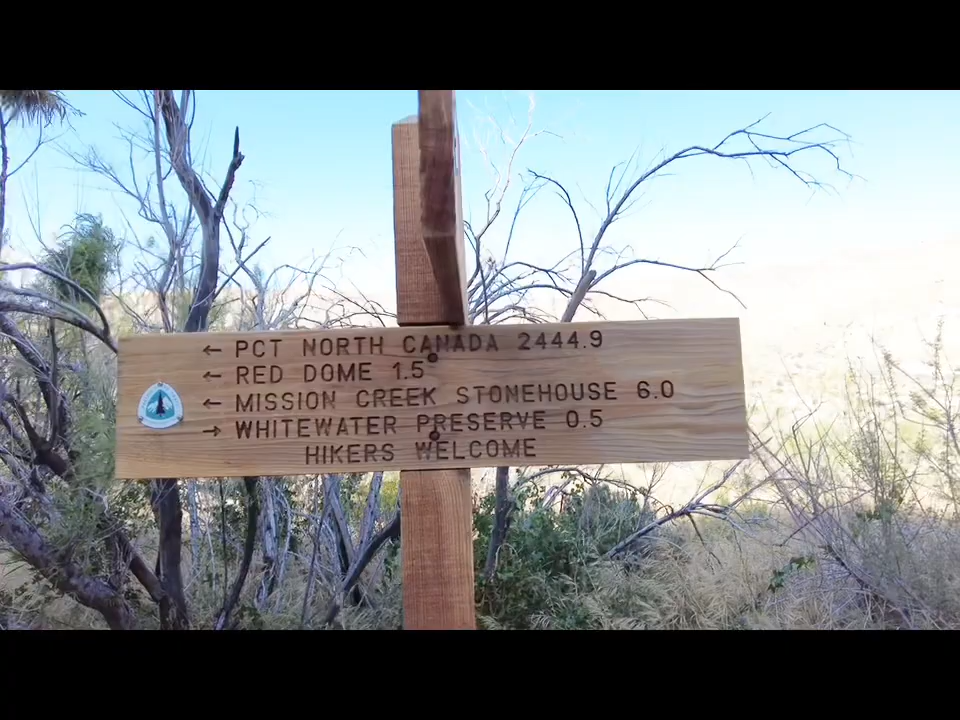 ← PCT NORTH CANADA 2444.9
← RED DOME 1.5
← MISSION CREEK STONEHOUSE 6.0
→ WHITEWATER PRESERVE 0.5
HIKERS WELCOME